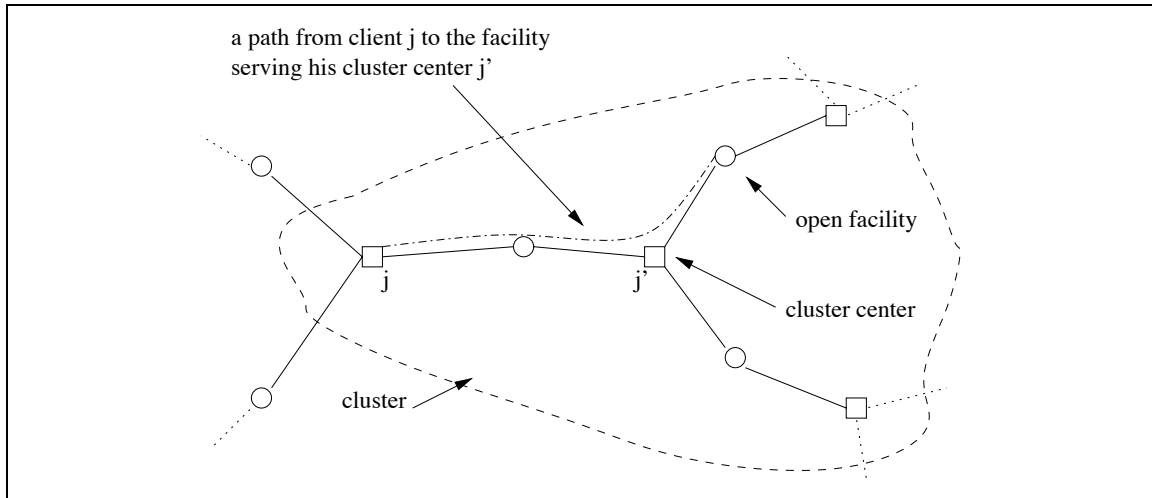 a path from client j to the facility
serving his cluster center j’
open facility
j
j’
cluster center
cluster